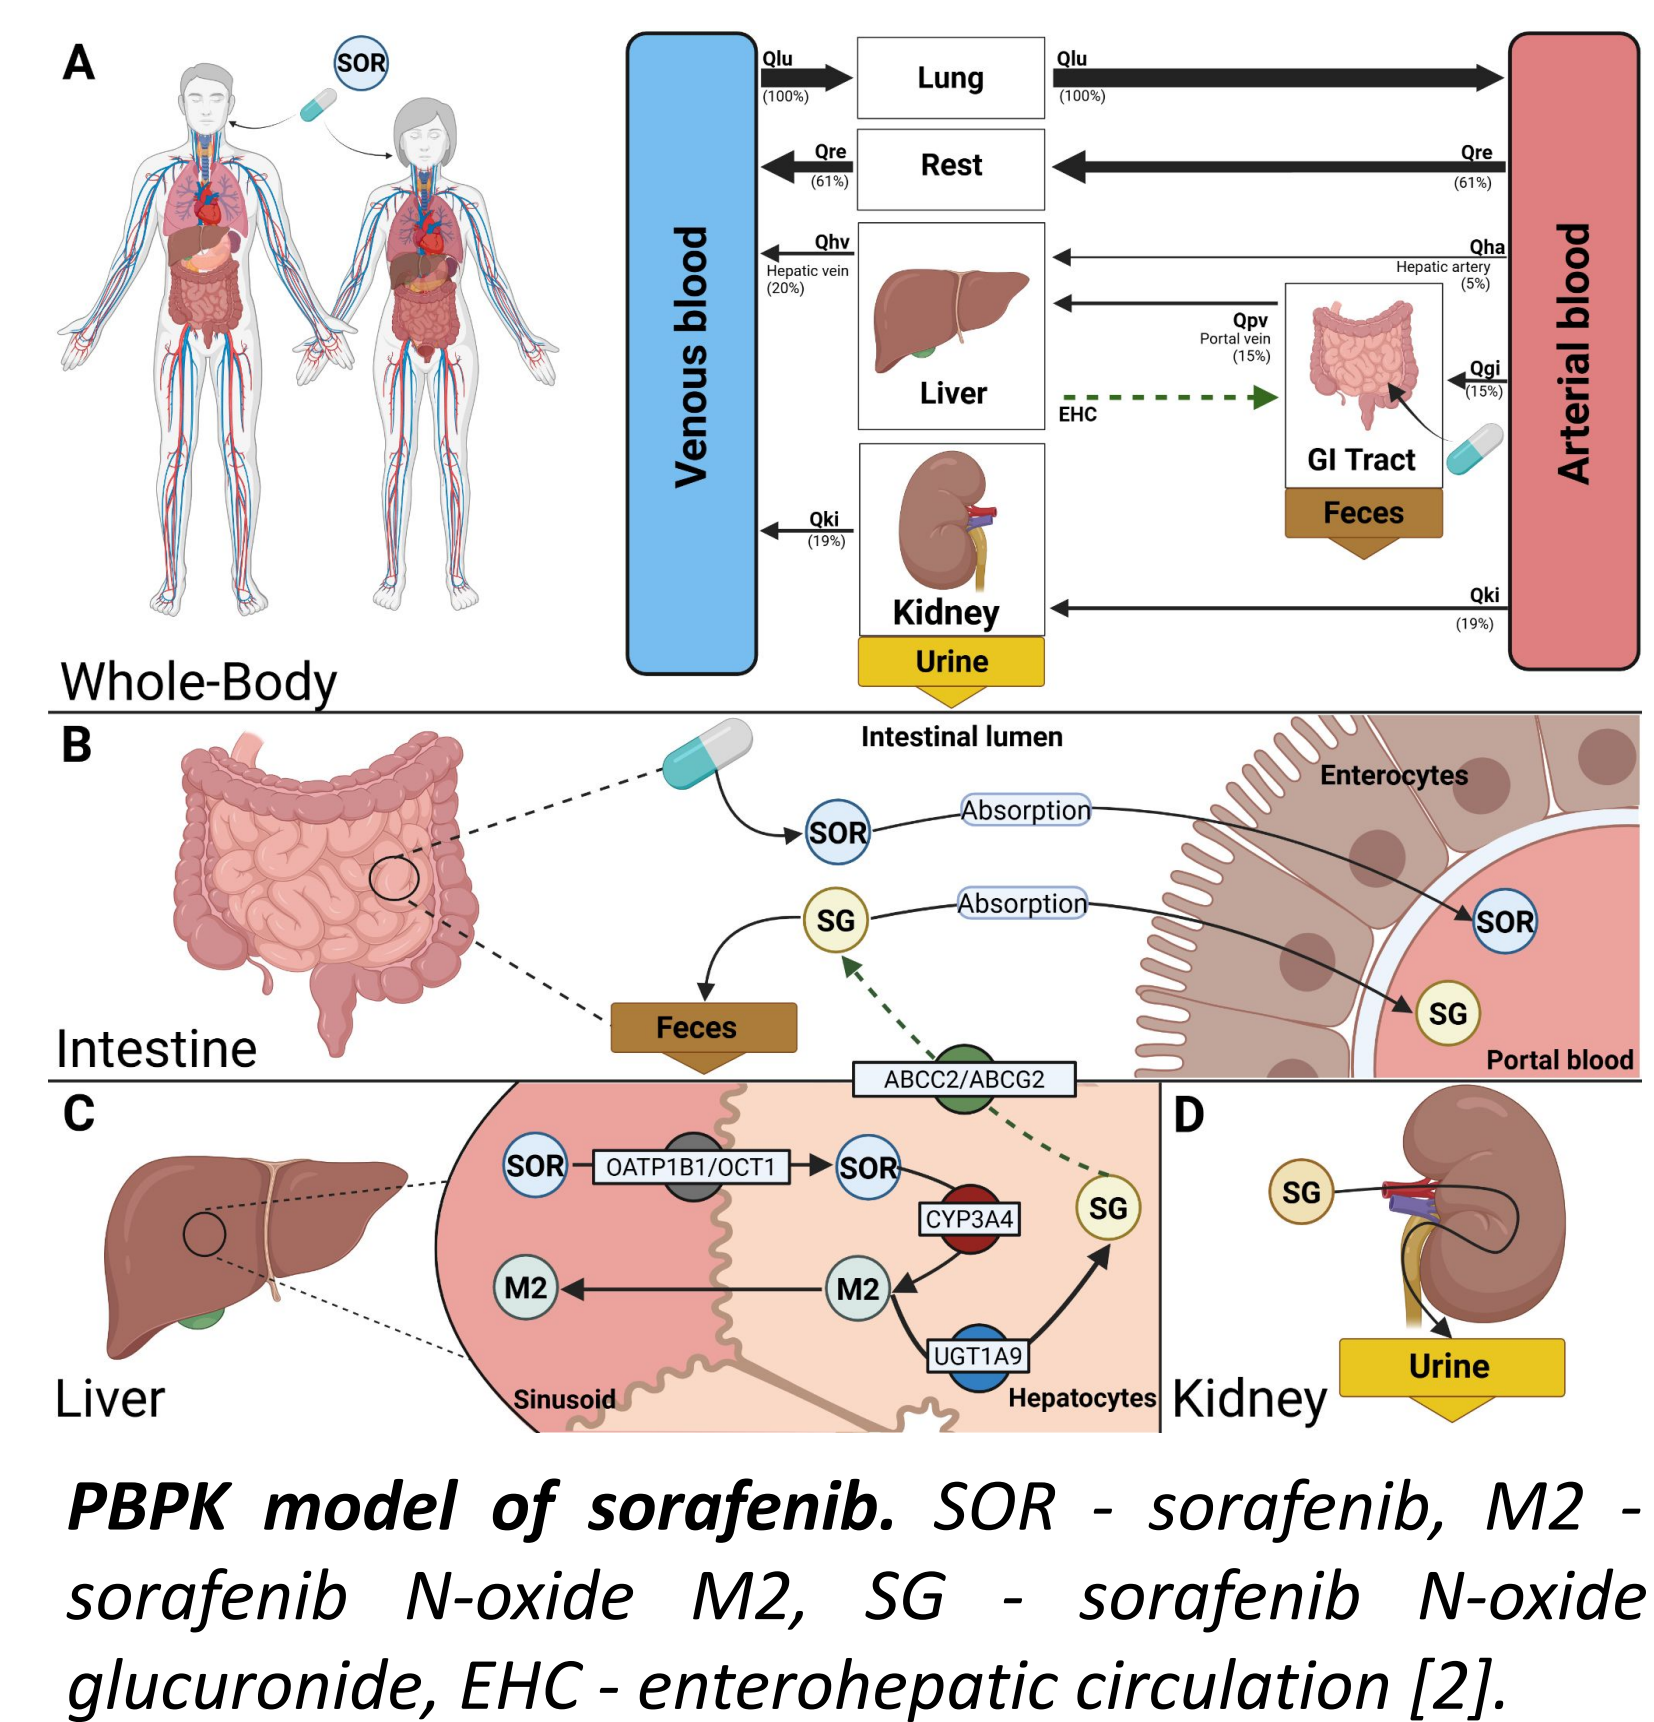 A
SOR
Whole-Body
Venous blood
Arterial blood
Qlu
(100%)
Lung
Qlu
(100%)
Qre
(61%)
Rest
Qre
(61%)
Qhv
Hepatic vein
(20%)
Liver
Qha
Hepatic artery
(5%)
Qpv
Portal vein
(15%)
EHC
Qgi
(15%)
GI Tract
Feces
Qki
(19%)
Kidney
Qki
(19%)
Urine
B
Intestine
Intestinal lumen
Enterocytes
SOR
Absorption
SOR
SG
Absorption
SG
Feces
Portal blood
ABCC2/ABCG2
C
Liver
SOR
OATP1B1/OCT1
SOR
CYP3A4
SG
M2
M2
UGT1A9
Sinusoid
Hepatocytes
D
SG
Kidney
Urine
PBPK model of sorafenib. SOR - sorafenib, M2 -
sorafenib N-oxide M2, SG - sorafenib N-oxide
glucuronide, EHC - enterohepatic circulation [2].